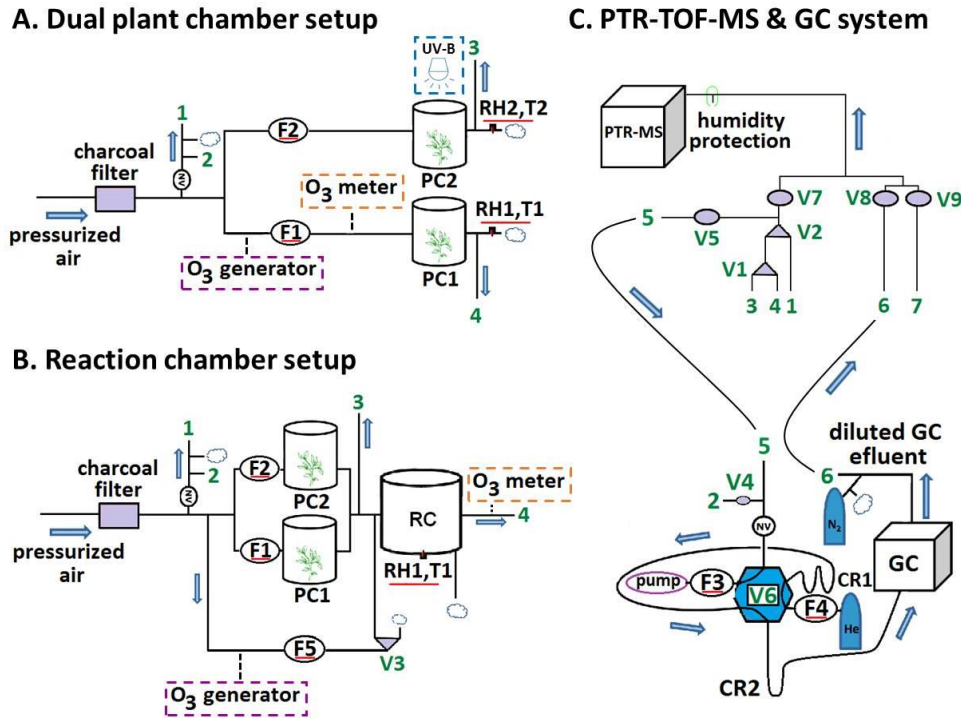 A. Dual plant chamber setup
UV-B
3
1
RH2,T2
F2
2
charcoal
filter
NV
PC2
O3 meter
RH1,T1
pressurized
air
F1
O3 generator
PC1
4
B. Reaction chamber setup
3
1
charcoal
filter
2
F2
NV
PC2
O3 meter
RC
4
pressurized
air
F1
RH1,T1
PC1
F5
V3
O3 generator
C. PTR-TOF-MS & GC system
PTR-MS
humidity
protection
V7
V8
V9
5
V5
V2
V1
3
4
1
6
7
5
diluted GC
efluent
6
V4
2
N2
NV
GC
pump
F3
V6
CR1
F4
He
CR2